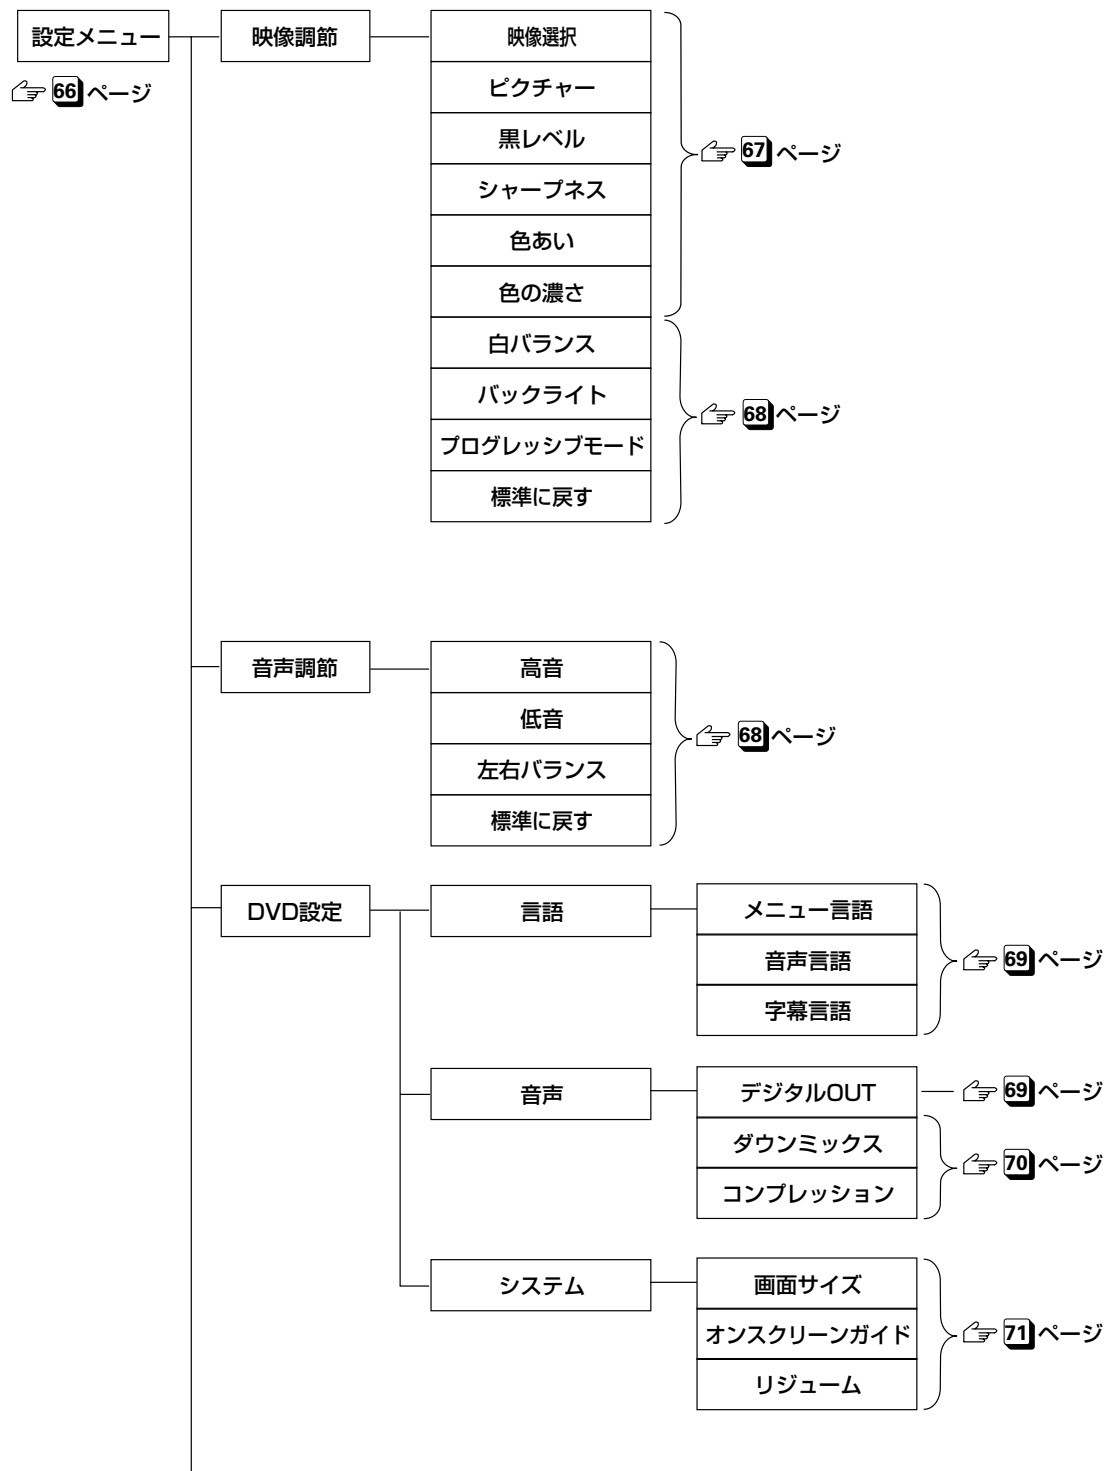 設定メニュー
66 ページ
映像調節
映像選択
ピクチャー
黒レベル
シャープネス
色あい
色の濃さ
67 ページ
白バランス
バックライト
プログレッシブモード
標準に戻す
68 ページ
音声調節
高音
低音
左右バランス
標準に戻す
68 ページ
DVD設定
言語
メニュー言語
音声言語
字幕言語
69 ページ
音声
デジタルOUT
69 ページ
ダウンミックス
コンプレッション
70 ページ
システム
画面サイズ
オンスクリーンガイド
リジューム
71 ページ